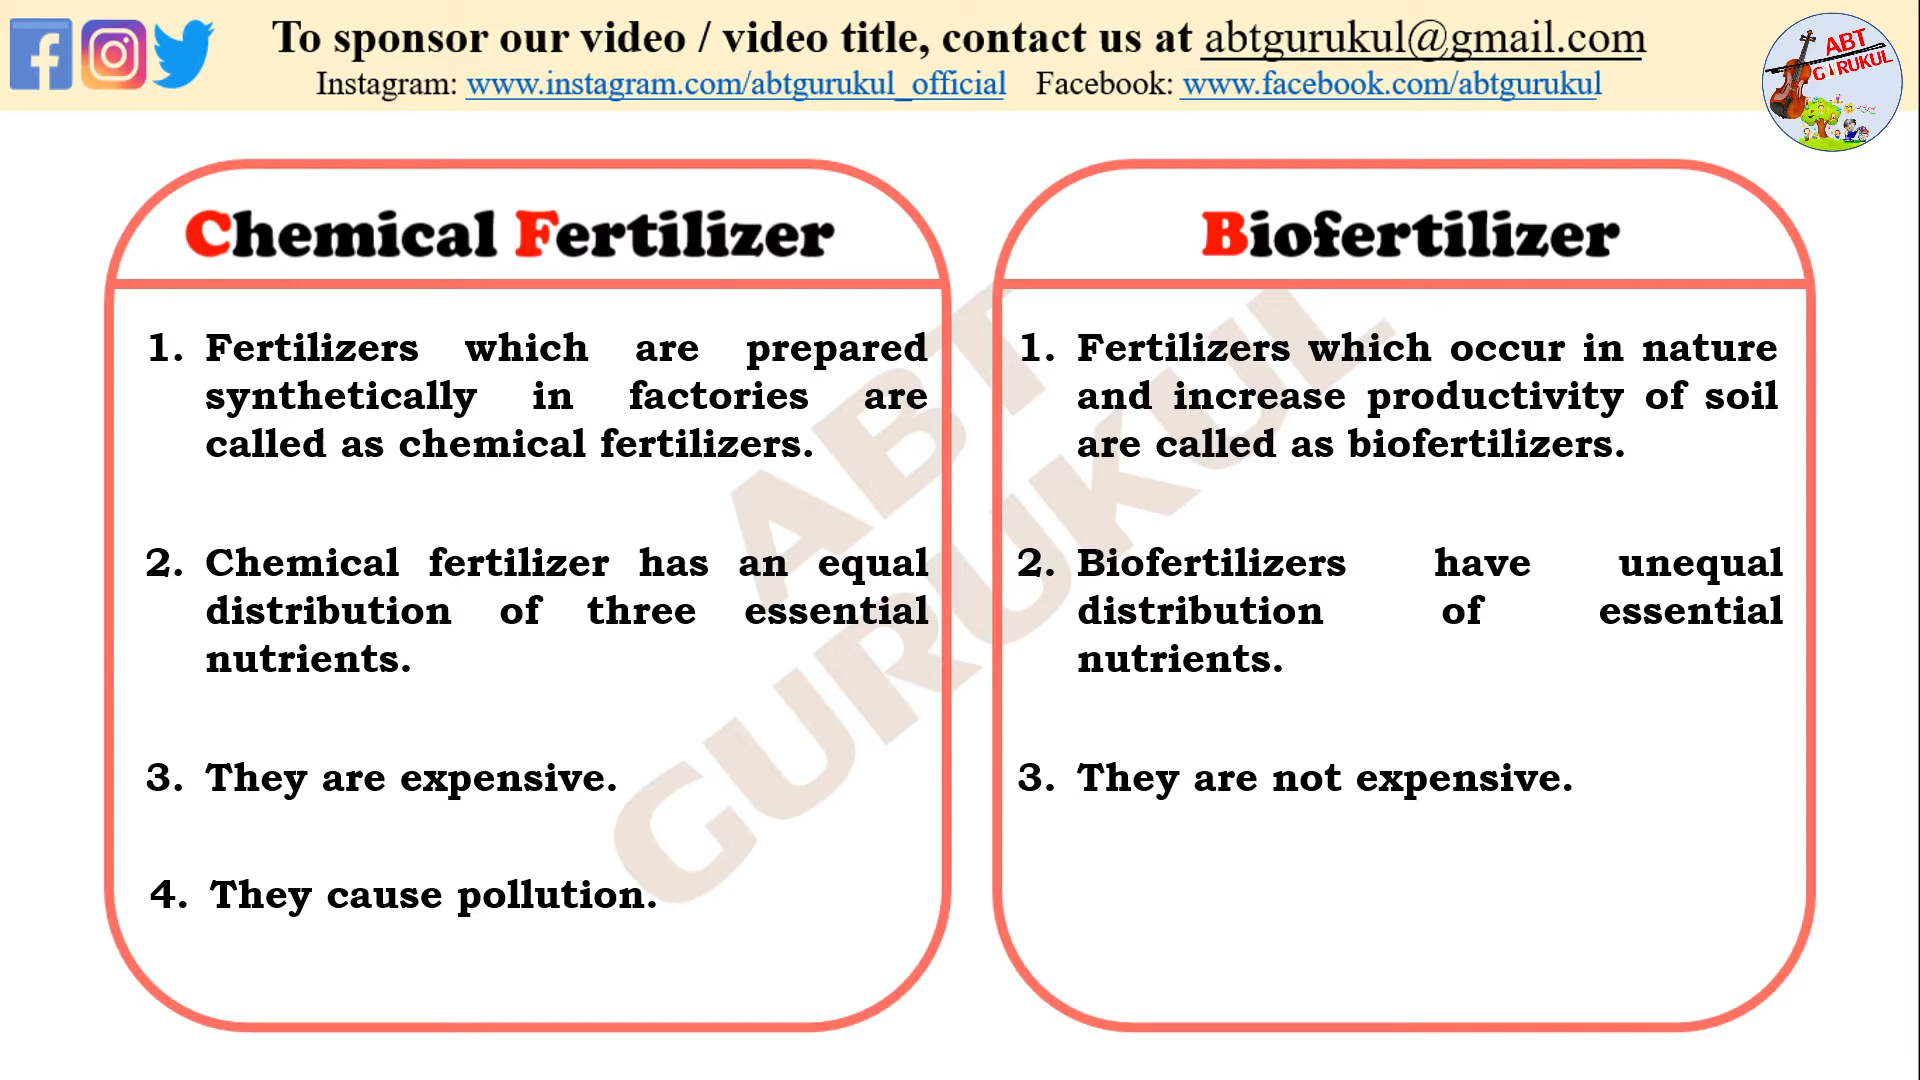 To sponsor our video / video title, contact us at abtgurukul@gmail.com
Instagram: www.instagram.com/abtgurukul_official Facebook: www.facebook.com/abtgurukul
ABT
GURUKUL
Chemical Fertilizer
1. Fertilizers which are prepared
synthetically in factories are
called as chemical fertilizers.
2. Chemical fertilizer has an equal
distribution of three essential
nutrients.
3. They are expensive.
4. They cause pollution.
Biofertilizer
1. Fertilizers which occur in nature
and increase productivity of soil
are called as biofertilizers.
2. Biofertilizers have unequal
distribution of essential
nutrients.
3. They are not expensive.
ABT
GURUKUL